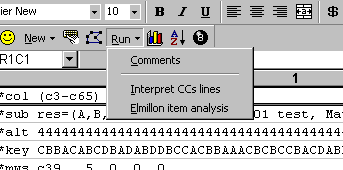 ier New
10
B
I
U
$
New
Run
B
R1C1
Comments
Interpret CCs lines
Elmillon item analysis
1
*col (c3-c65)
*sub res=(A,B, 01 test, Ma
*alt 4444444444444444444444444444444444444444
*key CBBACABCDBADABDDBCCACBBAAACBCBCCBACDAB
*mws c39 5 0 0 0